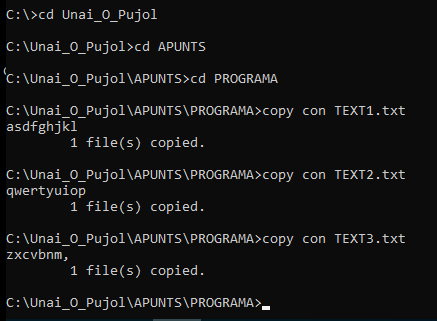 C:\>cd Unai_O_Pujol
C:\Unai_O_Pujol>cd APUNTS
C:\Unai_O_Pujol\APUNTS>cd PROGRAMA
C:\Unai_O_Pujol\APUNTS\PROGRAMA>copy con TEXT1.txt
asdfghjkl
        1 file(s) copied.
C:\Unai_O_Pujol\APUNTS\PROGRAMA>copy con TEXT2.txt
qwertyuiop
        1 file(s) copied.
C:\Unai_O_Pujol\APUNTS\PROGRAMA>copy con TEXT3.txt
zxcvbnm,
        1 file(s) copied.
C:\Unai_O_Pujol\APUNTS\PROGRAMA>